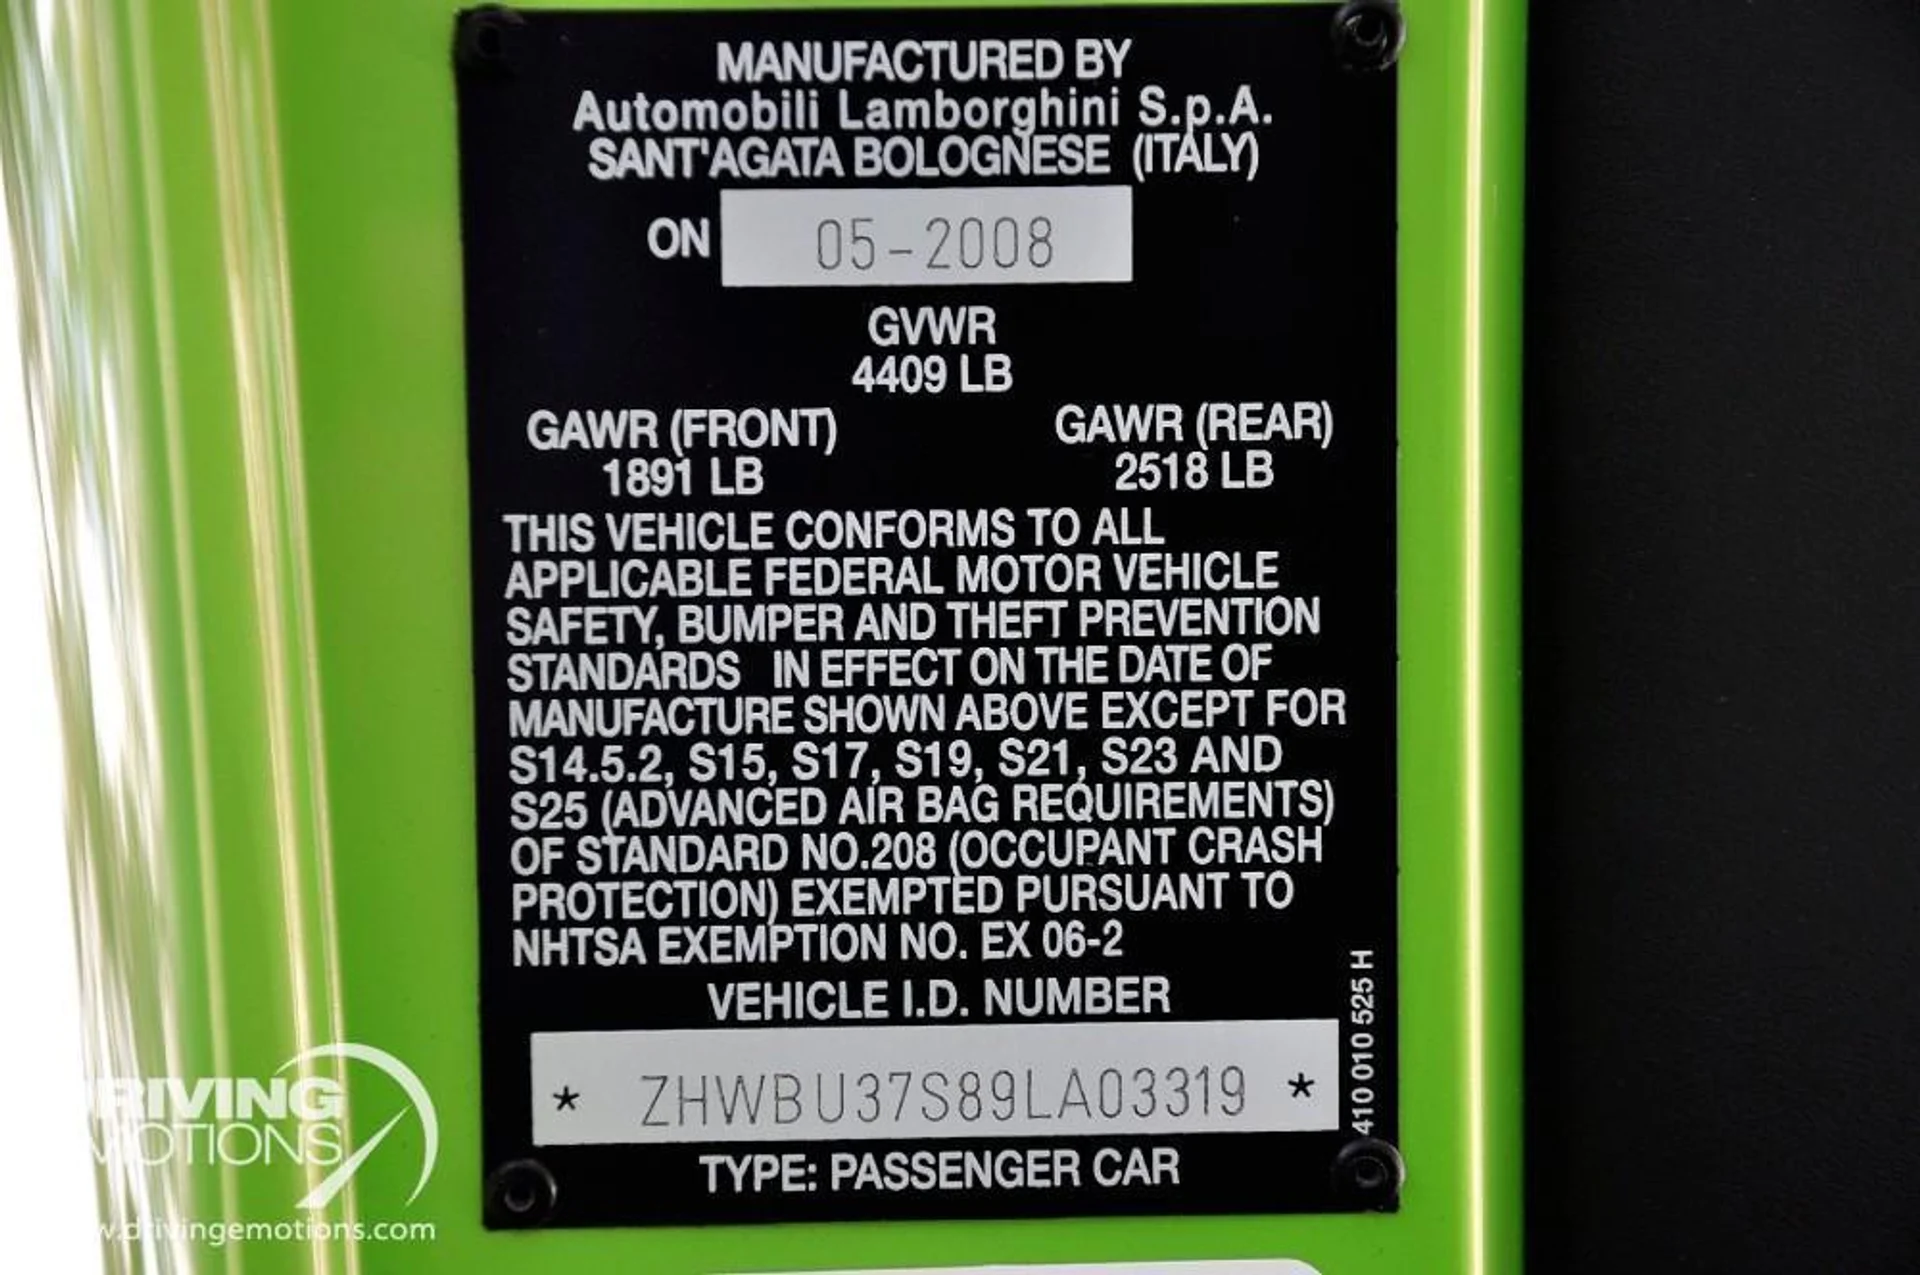 MANUFACTURED BY
Automobili Lamborghini S.p.A.
SANT'AGATA BOLOGNESE (ITALY)
ON 05-2008
GVWR
4409 LB
GAWR (FRONT) GAWR (REAR)
1891 LB 2518 LB
THIS VEHICLE CONFORMS TO ALL
APPLICABLE FEDERAL MOTOR VEHICLE
SAFETY, BUMPER AND THEFT PREVENTION
STANDARDS IN EFFECT ON THE DATE OF
MANUFACTURE SHOWN ABOVE EXCEPT FOR
S14.5.2, S15, S17, S19, S21, S23 AND
S25 (ADVANCED AIR BAG REQUIREMENTS)
OF STANDARD NO.208 (OCCUPANT CRASH
PROTECTION) EXEMPTED PURSUANT TO
NHTSA EXEMPTION NO. EX 06-2
VEHICLE I.D. NUMBER
* ZHWBU37S89LA03319 *
TYPE: PASSENGER CAR
410 010 525 H
DRIVING
EMOTIONS
www.drivingemotions.com